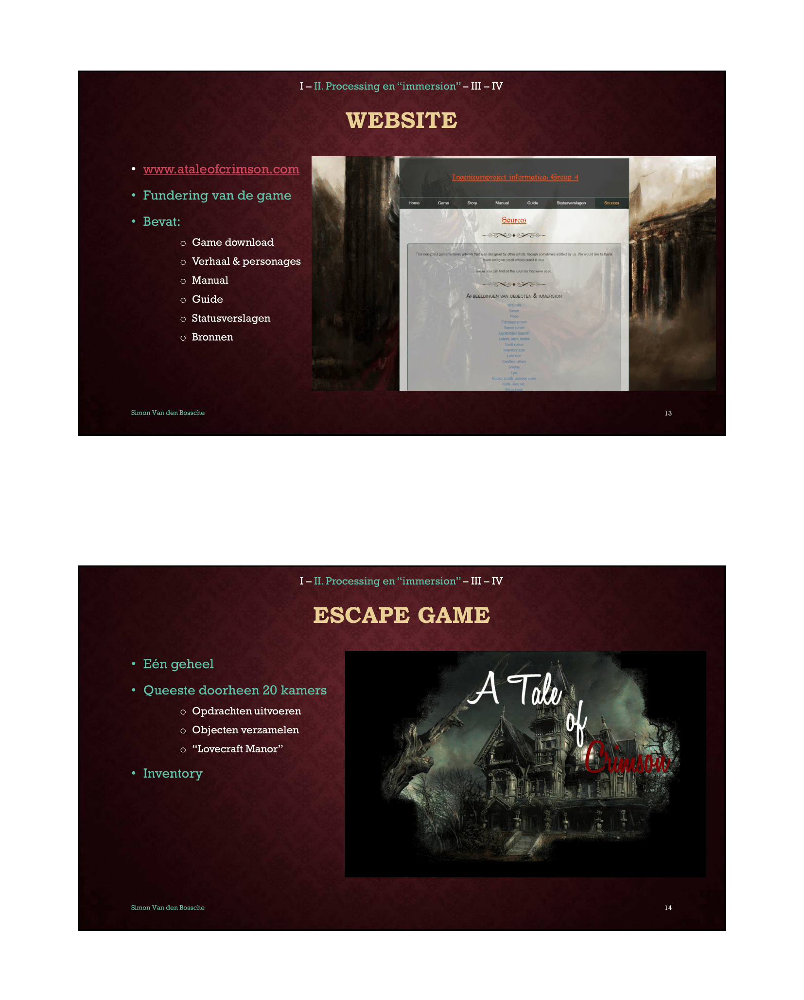 I – II. Processing en “immersion” – III – IV
WEBSITE
• www.ataleofcrimson.com
• Fundering van de game
• Bevat:
o Game download
o Verhaal & personages
o Manual
o Guide
o Statusverslagen
o Bronnen
Ingenieursproject informatica: Group 4
Home Game Story Manual Guide Statusverslagen Sources
Sources
This non-profit game features artwork that was designed by other artists, though sometimes editted by us. We would like to thank
them and give credit where credit is due.
Below you can find all the sources that were used.
Afbeeldingen van objecten & immersion
Hint icon
Sword
Rope
Flip page arrows
Sword cursor
Lightbringer (sword)
Letters, keys, books
Torch cursor
Inventory icon
Lore icon
Candles, letters
Shields
Lyre
Books, scrolls, general icons
Knife, vials etc.
Simon Van den Bossche
13
I – II. Processing en “immersion” – III – IV
ESCAPE GAME
• Eén geheel
• Queeste doorheen 20 kamers
o Opdrachten uitvoeren
o Objecten verzamelen
o “Lovecraft Manor”
• Inventory
A Tale
of
Crimson
Simon Van den Bossche
14